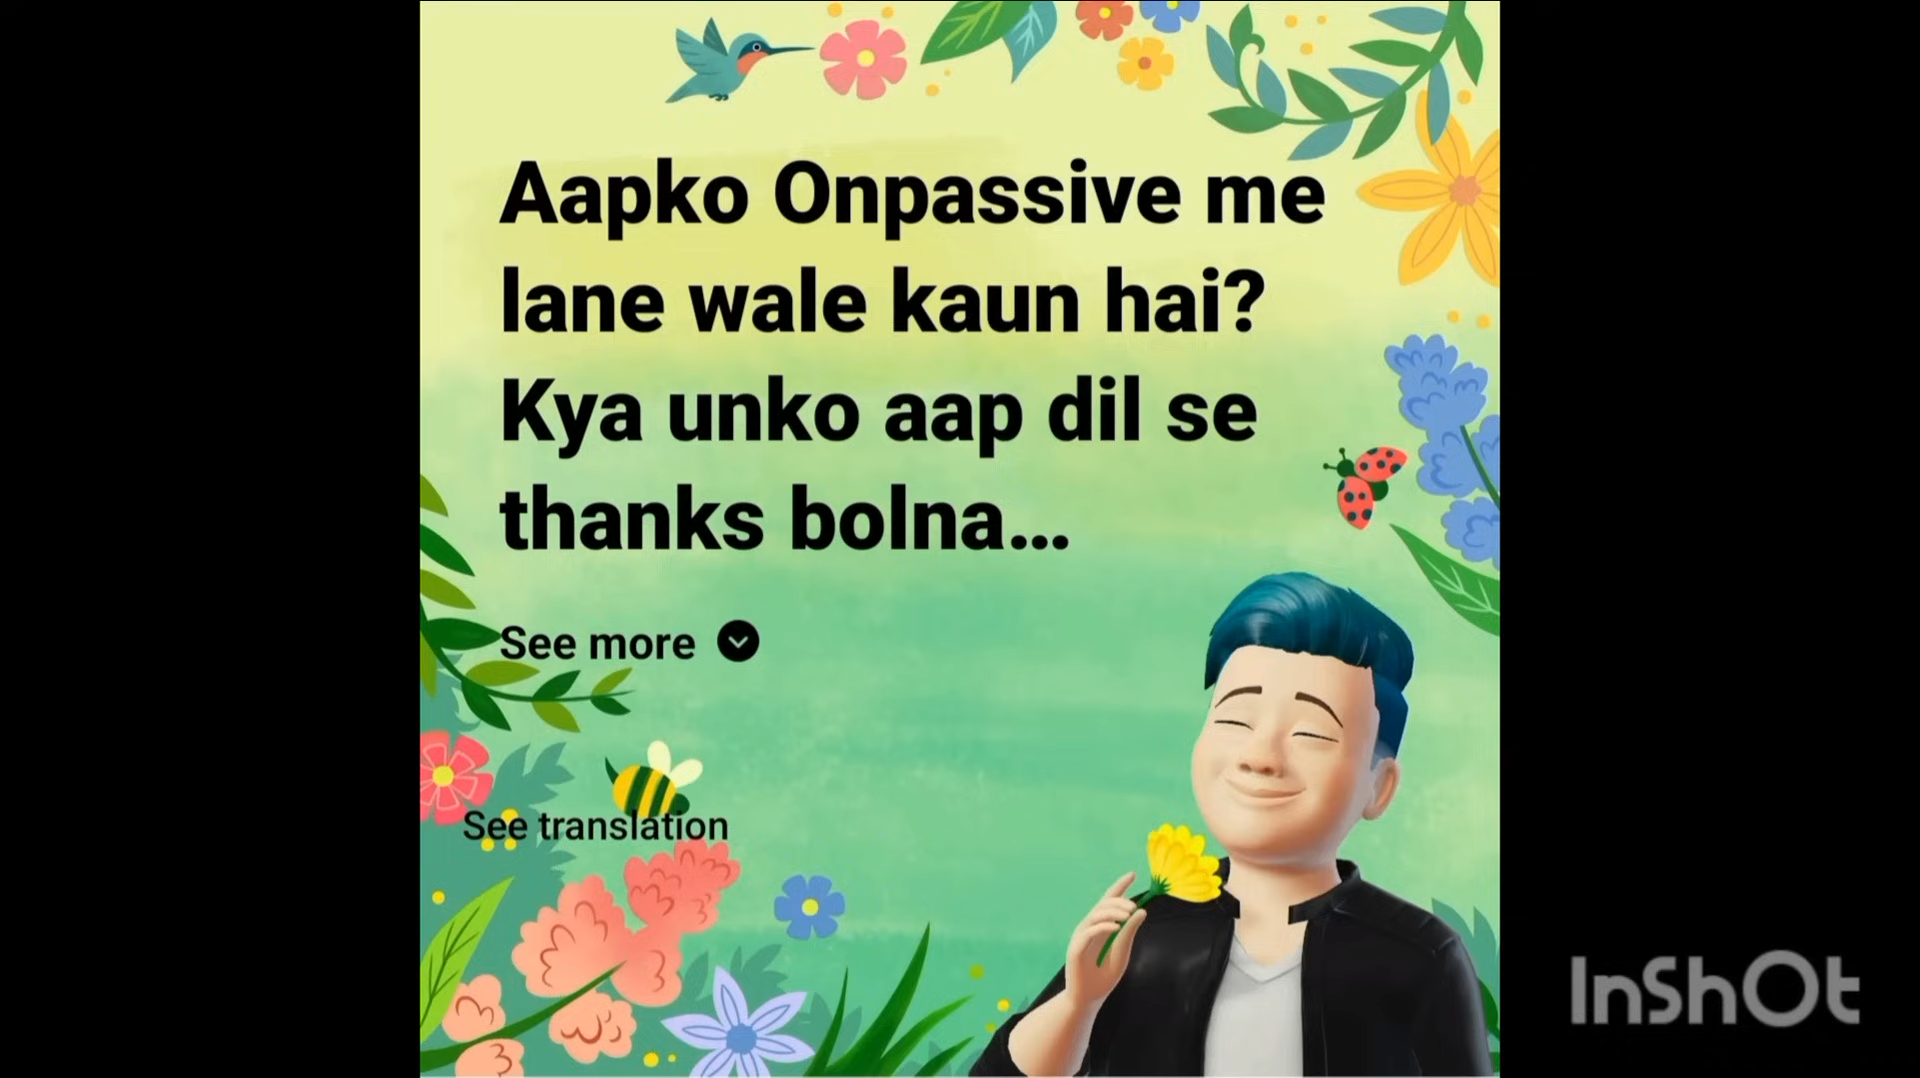 Aapko Onpassive me
lane wale kaun hai?
Kya unko aap dil se
thanks bolna...
See more
See translation
InShOt